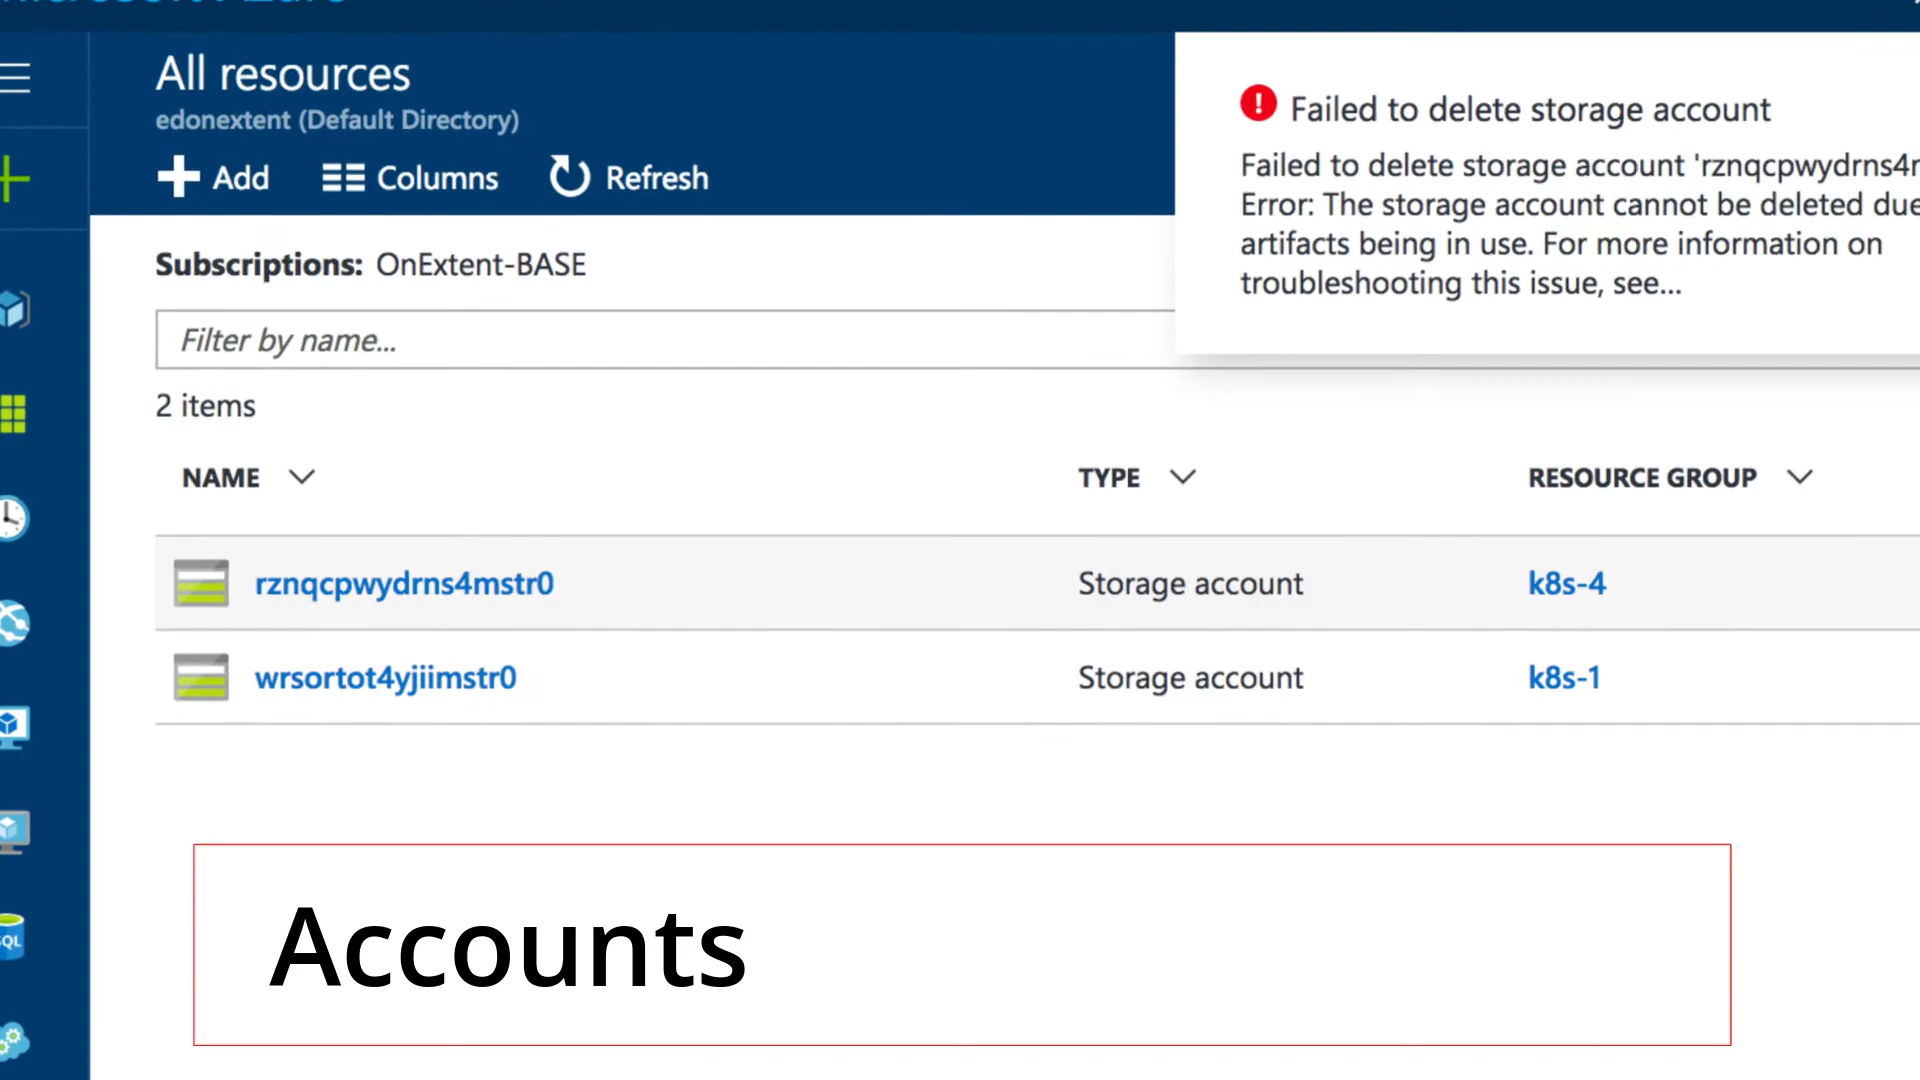 All resources
edonextent (Default Directory)
Add Columns Refresh
Failed to delete storage account
Failed to delete storage account 'rznqcpwydrns4
Error: The storage account cannot be deleted due
artifacts being in use. For more information on
troubleshooting this issue, see...
Subscriptions: OnExtent-BASE
Filter by name...
2 items
NAME TYPE RESOURCE GROUP
rznqcpwydrns4mstr0 Storage account k8s-4
wrsortot4yjiimstr0 Storage account k8s-1
Accounts